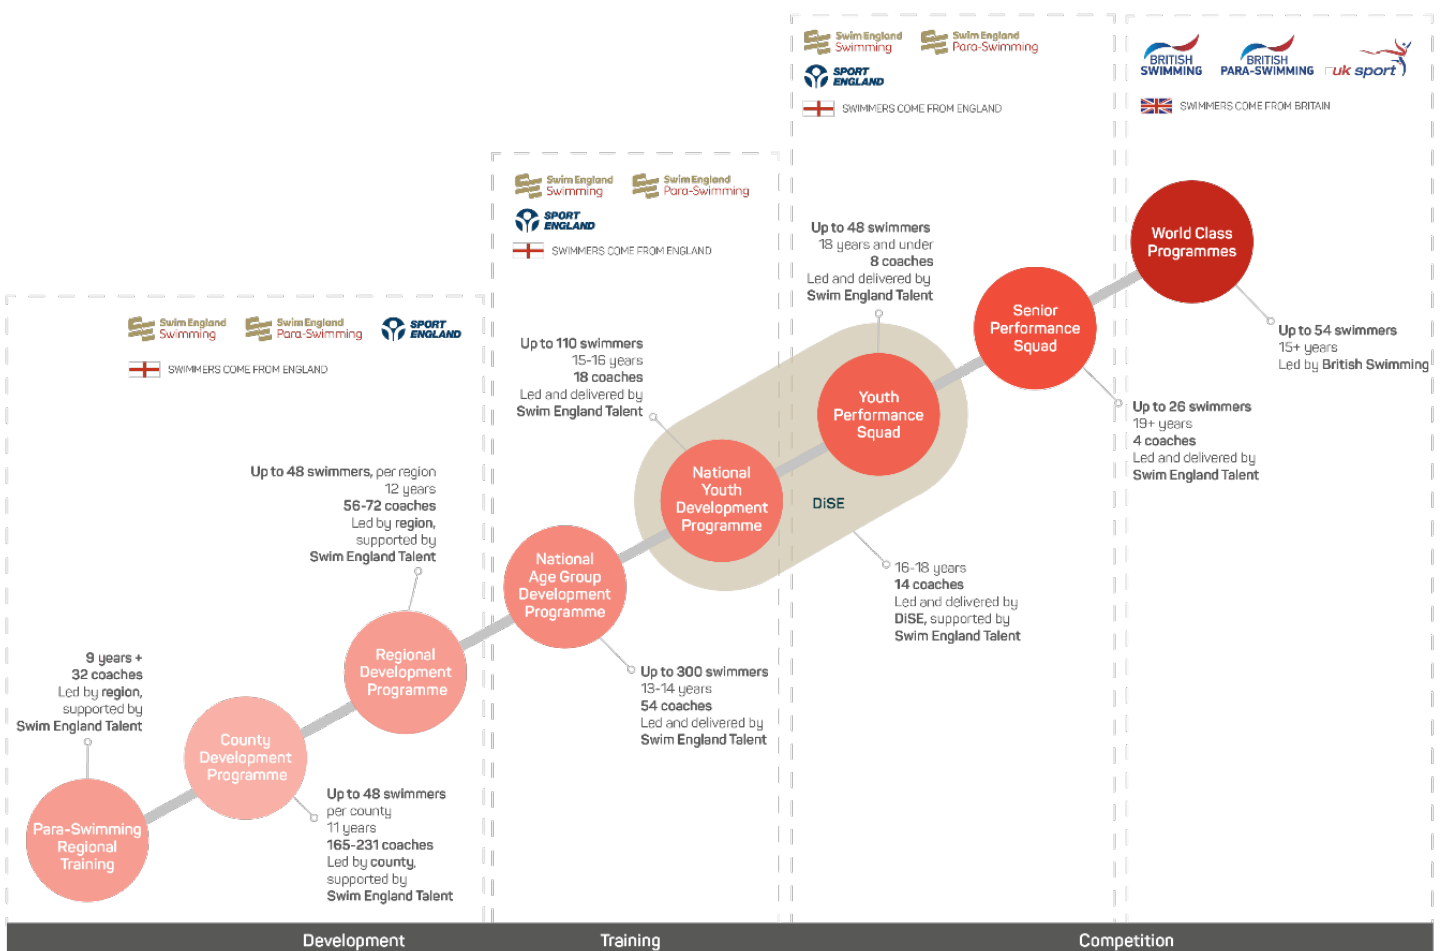 Swim England
Swimming
Swim England
Para-Swimming
SPORT
ENGLAND
SWIMMERS COME FROM ENGLAND
BRITISH
SWIMMING
BRITISH
PARA-SWIMMING
uk sport
SWIMMERS COME FROM BRITAIN
Swim England
Swimming
Swim England
Para-Swimming
SPORT
ENGLAND
SWIMMERS COME FROM ENGLAND
Swim England
Swimming
Swim England
Para-Swimming
SPORT
ENGLAND
SWIMMERS COME FROM ENGLAND
9 years +
32 coaches
Led by region,
supported by
Swim England Talent
Para-Swimming
Regional
Training
County
Development
Programme
Up to 48 swimmers
per county
11 years
165-231 coaches
Led by county,
supported by
Swim England Talent
Up to 48 swimmers, per region
12 years
56-72 coaches
Led by region,
supported by
Swim England Talent
Regional
Development
Programme
National
Age Group
Development
Programme
Up to 300 swimmers
13-14 years
54 coaches
Led and delivered by
Swim England Talent
Up to 110 swimmers
15-16 years
18 coaches
Led and delivered by
Swim England Talent
National
Youth
Development
Programme
DiSE
16-18 years
14 coaches
Led and delivered by
DiSE, supported by
Swim England Talent
Up to 48 swimmers
18 years and under
8 coaches
Led and delivered by
Swim England Talent
Youth
Performance
Squad
Senior
Performance
Squad
Up to 26 swimmers
19+ years
4 coaches
Led and delivered by
Swim England Talent
World Class
Programmes
Up to 54 swimmers
15+ years
Led by British Swimming
Development
Training
Competition